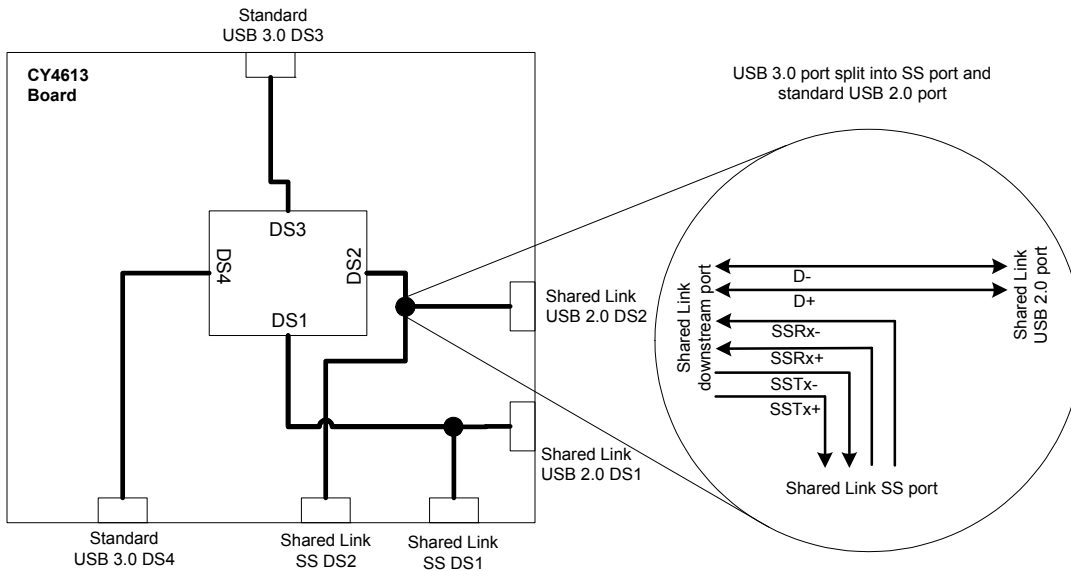 Standard
USB 3.0 DS3
CY4613
Board
USB 3.0 port split into SS port and
standard USB 2.0 port
DS3
DS4
DS2
DS1
Shared Link
USB 2.0 DS2
Shared Link
USB 2.0 DS1
Standard
USB 3.0 DS4
Shared Link
SS DS2
Shared Link
SS DS1
Shared Link
downstream port
D-
D+
SSRx-
SSRx+
SSTx-
SSTx+
Shared Link
USB 2.0 port
Shared Link SS port